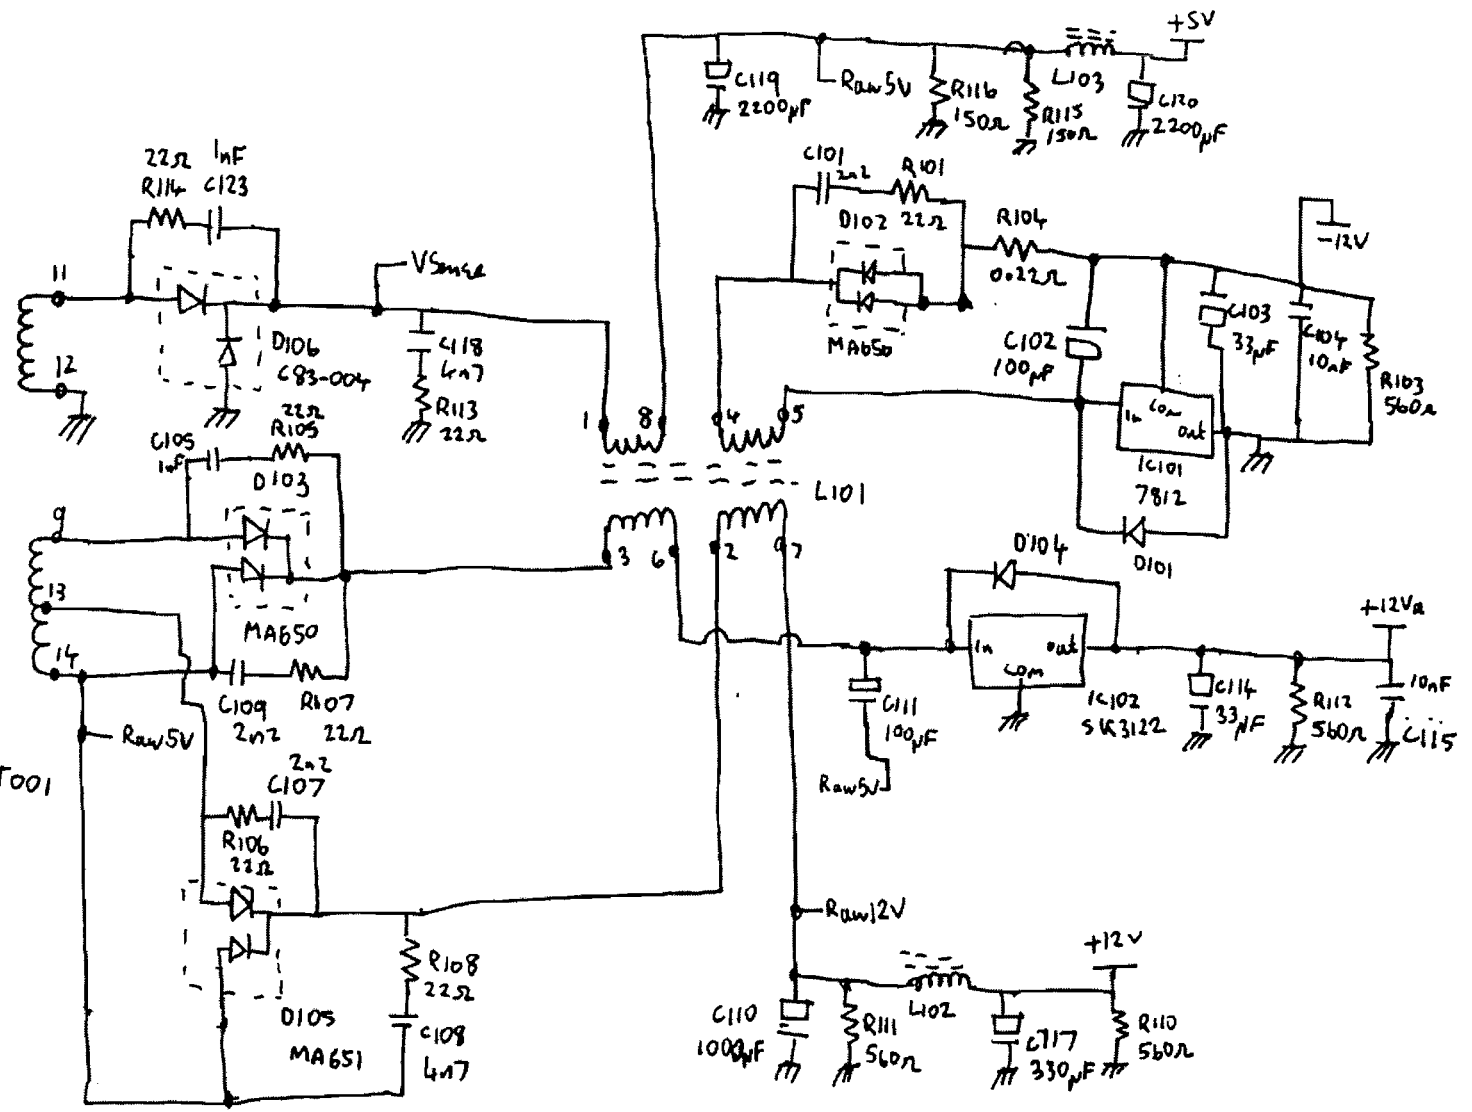 +5V
C119
2200µF
Raw5V
R116
150Ω
R115
150Ω
L103
C120
2200µF
22Ω
1nF
R114
C123
C101
2n2
R101
D102
22Ω
MA650
R104
0.22Ω
-12V
11
12
VSense
D106
C83-004
C118
4n7
R113
22Ω
C102
100µF
C103
33µF
C104
10nF
R103
560Ω
In
Com
Out
IC101
7812
D101
22Ω
C105
1nF
R105
D103
1
8
4
5
L101
3
6
2
7
9
13
14
MA650
C109
2n2
R107
22Ω
Raw5V
T001
D104
In
Out
Com
IC102
SK3122
C111
100µF
Raw5V
+12Va
C114
33µF
R112
560Ω
10nF
C115
2n2
C107
R106
22Ω
R108
22Ω
C108
4n7
D105
MA651
Raw12V
+12V
C110
1000µF
R111
560Ω
L102
C117
330µF
R110
560Ω